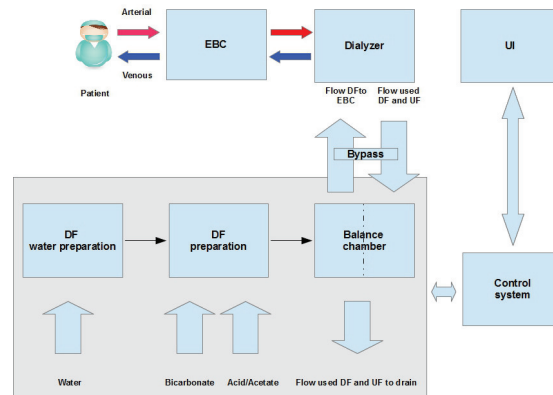 Arterial
EBC
Dialyzer
UI
Venous
Patient
Flow DFto
EBC
Flow used
DF and UF
Bypass
DF
water preparation
DF
preparation
Balance
chamber
Control
system
Water
Bicarbonate
Acid/Acetate
Flow used DF and UF to drain